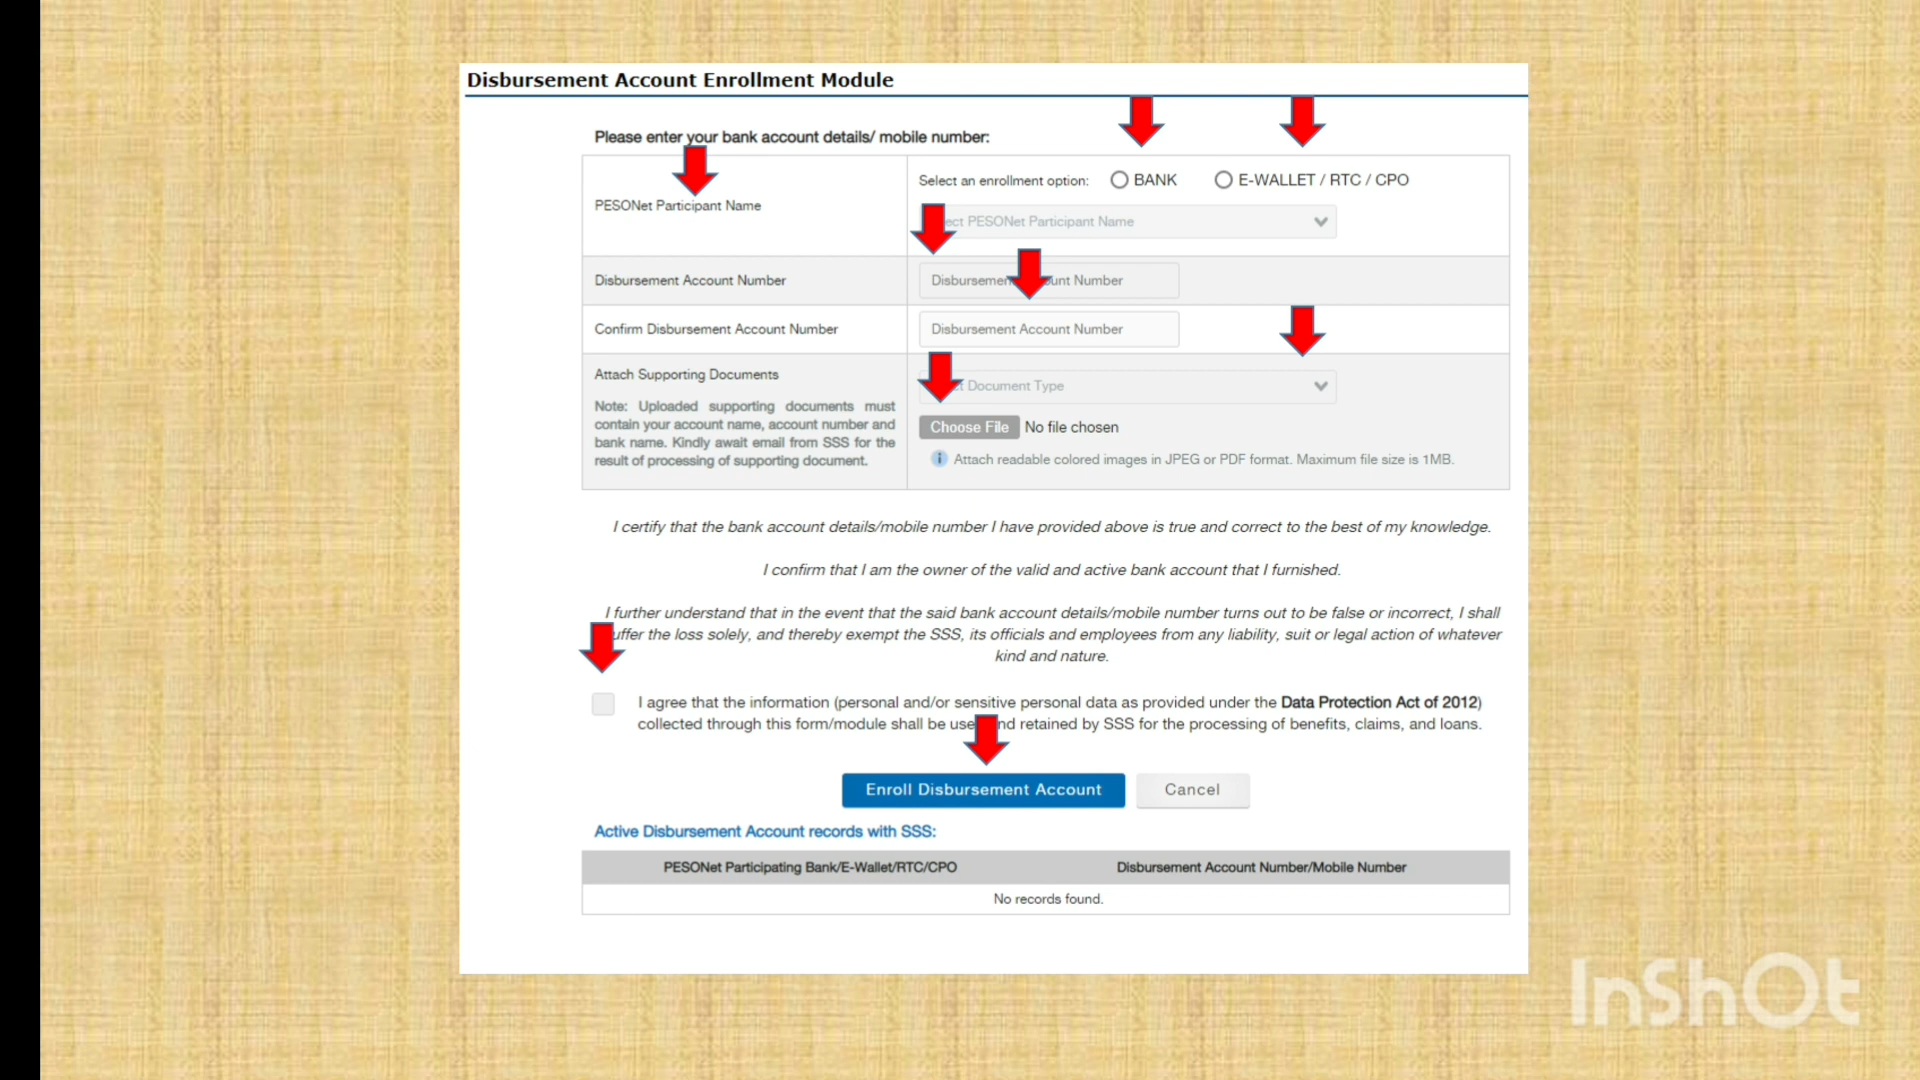 Disbursement Account Enrollment Module
Please enter your bank account details/ mobile number:
PESONet Participant Name
Select an enrollment option: BANK E-WALLET / RTC / CPO
PESONet Participant Name
Disbursement Account Number
Number
Confirm Disbursement Account Number
Disbursement Account Number
Attach Supporting Documents
Document Type
Note: Uploaded supporting documents must
contain your account name, account number and
bank name. Kindly await email from SSS for the
result of processing of supporting document.
Choose File No file chosen
Attach readable colored images in JPEG or PDF format. Maximum file size is 1MB.
I certify that the bank account details/mobile number I have provided above is true and correct to the best of my knowledge.
I confirm that I am the owner of the valid and active bank account that I furnished.
I further understand that in the event that the said bank account details/mobile number turns out to be false or incorrect, I shall
the loss solely, and thereby exempt the SSS, its officials and employees from any liability, suit or legal action of whatever
kind and nature.
I agree that the information (personal and/or sensitive personal data as provided under the Data Protection Act of 2012)
collected through this form/module shall be retained by SSS for the processing of benefits, claims, and loans.
Enroll Disbursement Account Cancel
Active Disbursement Account records with SSS:
PESONet Participating Bank/E-Wallet/RTC/CPO Disbursement Account Number/Mobile Number
No records found.
InShOt